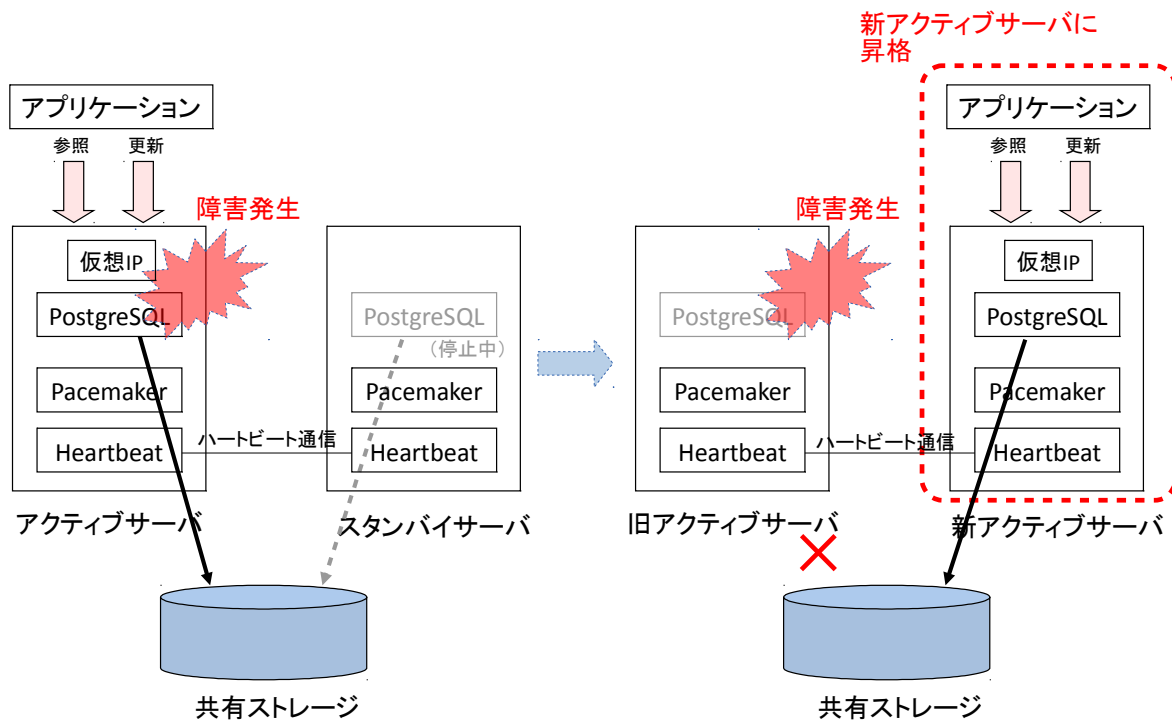 新アクティブサーバに
昇格
アプリケーション
参照 更新
障害発生
仮想IP
PostgreSQL
Pacemaker
Heartbeat
アクティブサーバ
ハートビート通信
PostgreSQL
(停止中)
Pacemaker
Heartbeat
スタンバイサーバ
共有ストレージ
障害発生
PostgreSQL
Pacemaker
Heartbeat
旧アクティブサーバ
ハートビート通信
アプリケーション
参照 更新
仮想IP
PostgreSQL
Pacemaker
Heartbeat
新アクティブサーバ
共有ストレージ